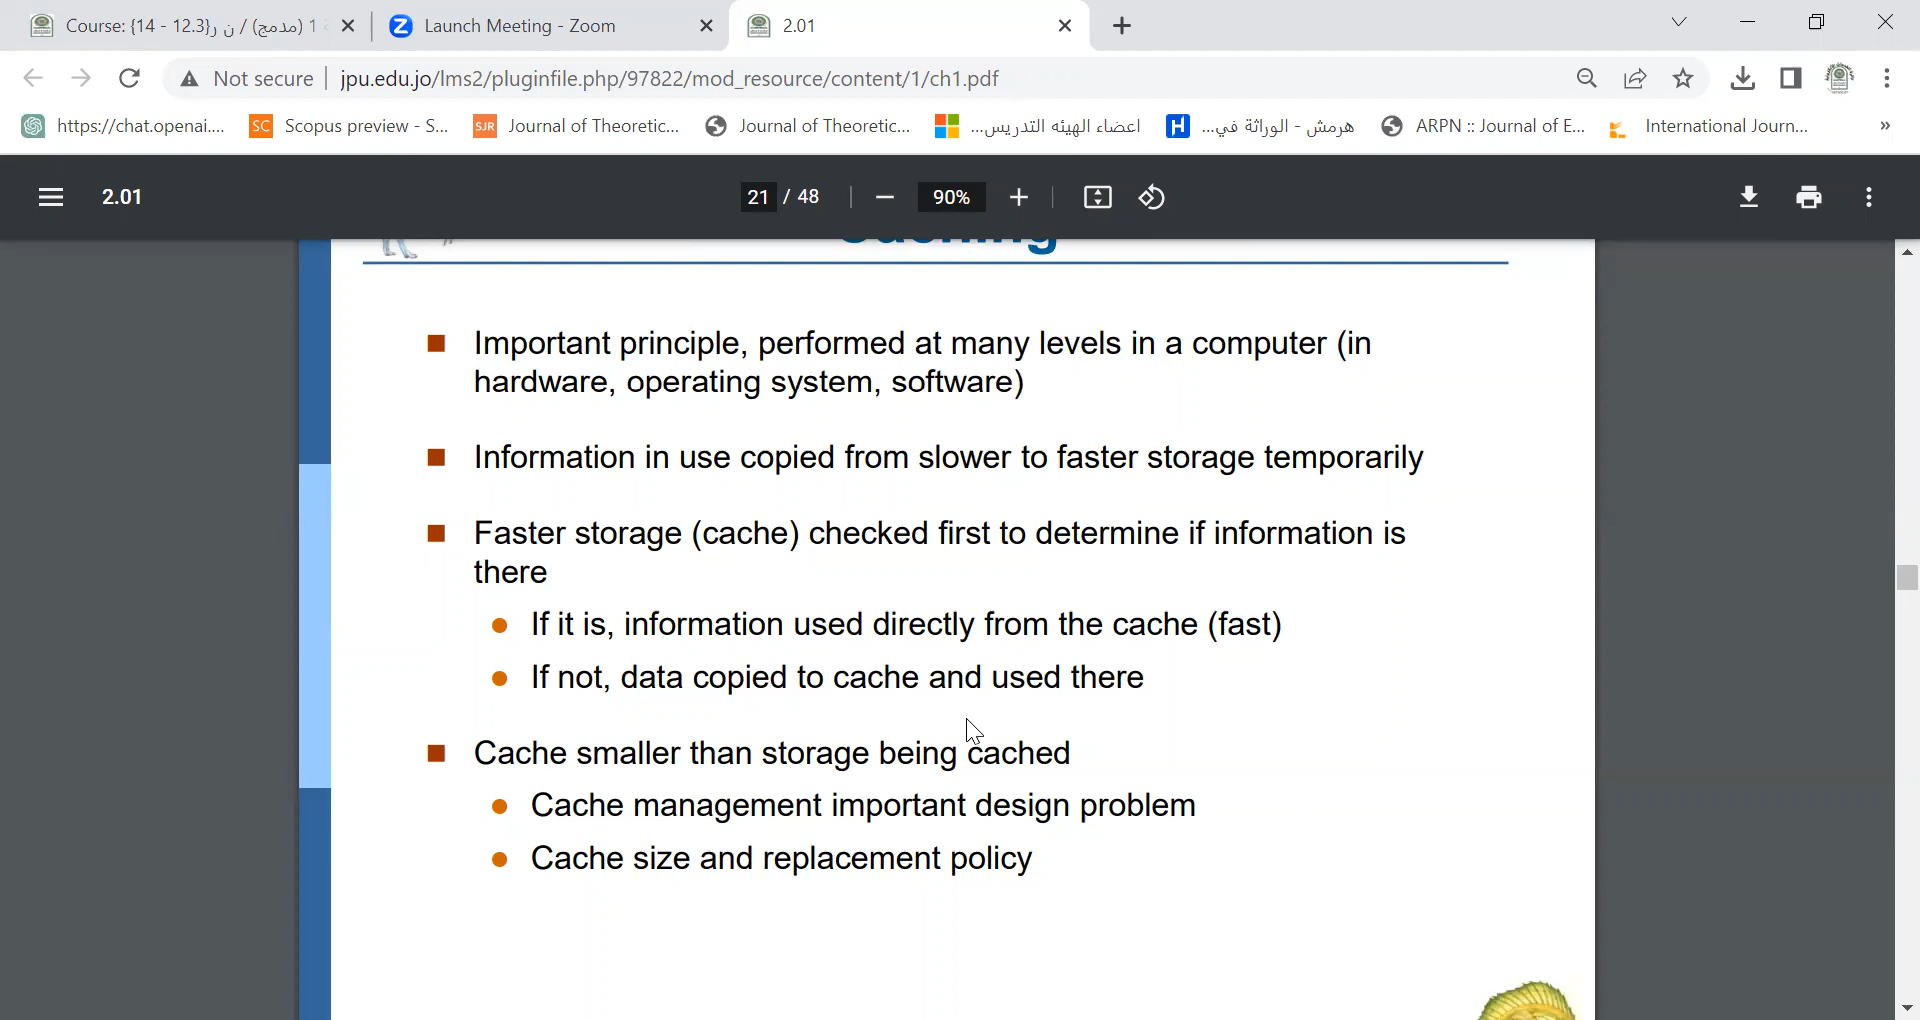 Course: {14 - 12.3}ر ن / (مدمج) 1
Launch Meeting - Zoom
2.01
Not secure
jpu.edu.jo/lms2/pluginfile.php/97822/mod_resource/content/1/ch1.pdf
https://chat.openai....
SC
Scopus preview - S...
SJR
Journal of Theoretic...
Journal of Theoretic...
اعضاء الهيئه التدريس...
H
هرمش - الوراثة في...
ARPN :: Journal of E...
International Journ...
»
2.01
21 / 48
90%
Caching
Important principle, performed at many levels in a computer (in
hardware, operating system, software)
Information in use copied from slower to faster storage temporarily
Faster storage (cache) checked first to determine if information is
there
If it is, information used directly from the cache (fast)
If not, data copied to cache and used there
Cache smaller than storage being cached
Cache management important design problem
Cache size and replacement policy